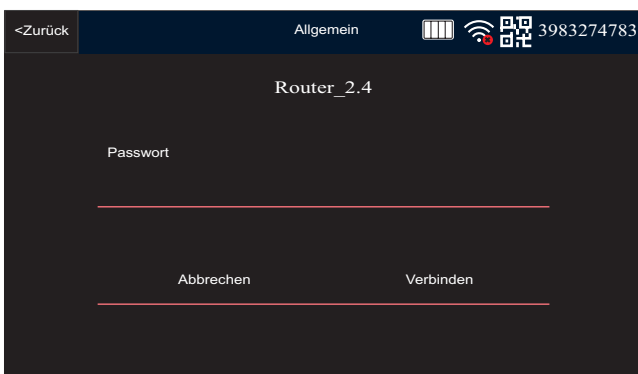 <Zurück Allgemein 3983274783
Router_2.4
Passwort
Abbrechen Verbinden